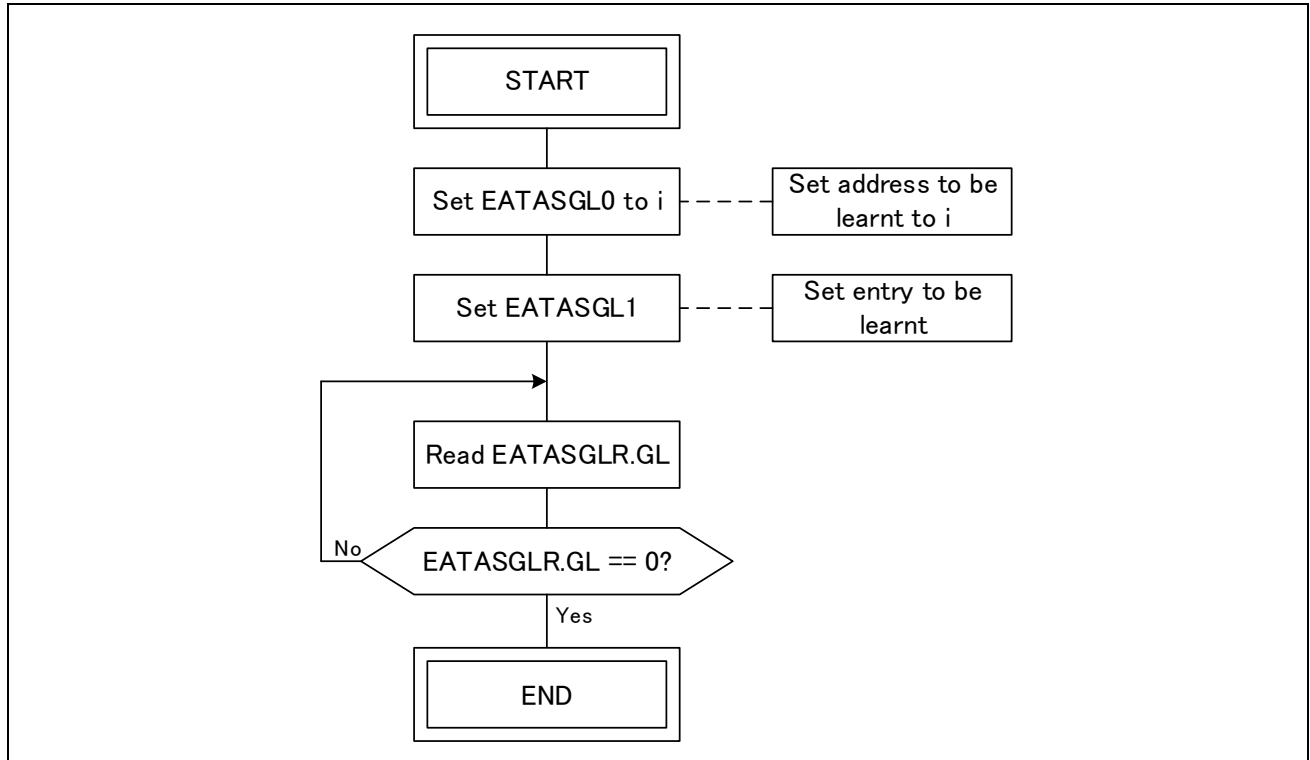 START
Set EATASGL0 to i
Set address to be
learnt to i
Set EATASGL1
Set entry to be
learnt
Read EATASGLR.GL
No
EATASGLR.GL == 0?
Yes
END